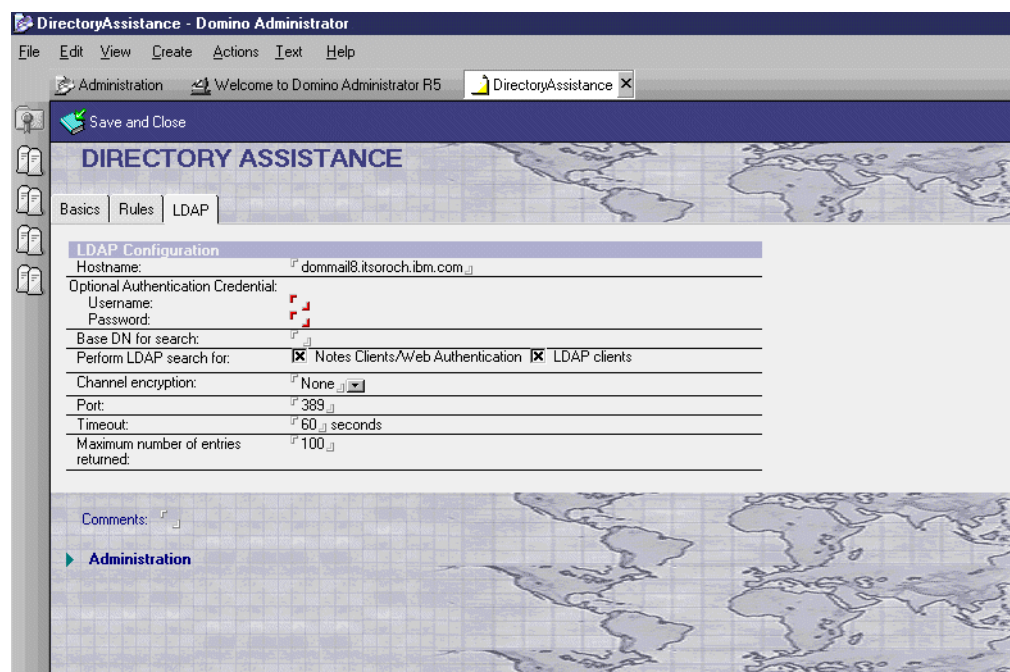 DirectoryAssistance - Domino Administrator
File Edit View Create Actions Text Help
Administration Welcome to Domino Administrator R5 DirectoryAssistance
Save and Close
DIRECTORY ASSISTANCE
Basics Rules LDAP
LDAP Configuration
Hostname: dommail8.itsoroch.ibm.com
Optional Authentication Credential:
Username:
Password:
Base DN for search:
Perform LDAP search for: Notes Clients/Web Authentication LDAP clients
Channel encryption: None
Port: 389
Timeout: 60 seconds
Maximum number of entries 100
returned:
Comments:
Administration